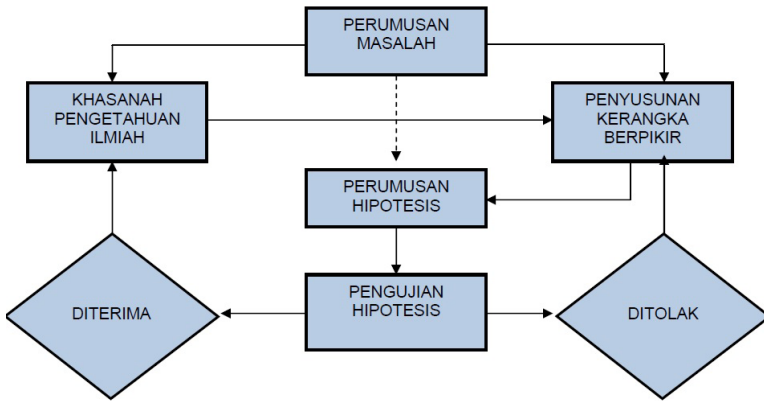 PERUMUSAN
MASALAH
KHASANAH
PENGETAHUAN
ILMIAH
PENYUSUNAN
KERANGKA
BERPIKIR
PERUMUSAN
HIPOTESIS
DITERIMA
PENGUJIAN
HIPOTESIS
DITOLAK